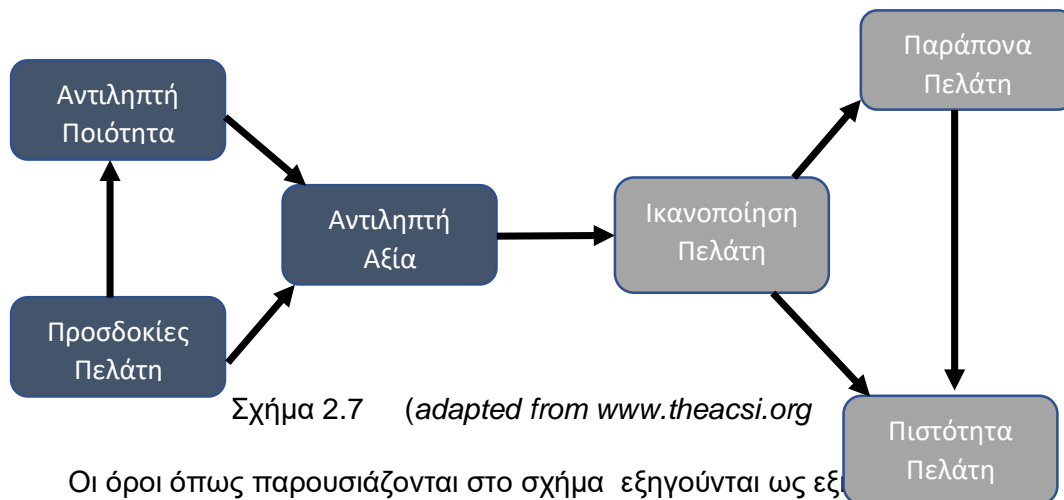 Παράπονα
Πελάτη
Αντιληπτή
Ποιότητα
Αντιληπτή
Αξία
Ικανοποίηση
Πελάτη
Προσδοκίες
Πελάτη
Σχήμα 2.7 (adapted from www.theacsi.org
Πιστότητα
Πελάτη
Οι όροι όπως παρουσιάζονται στο σχήμα εξηγούνται ως